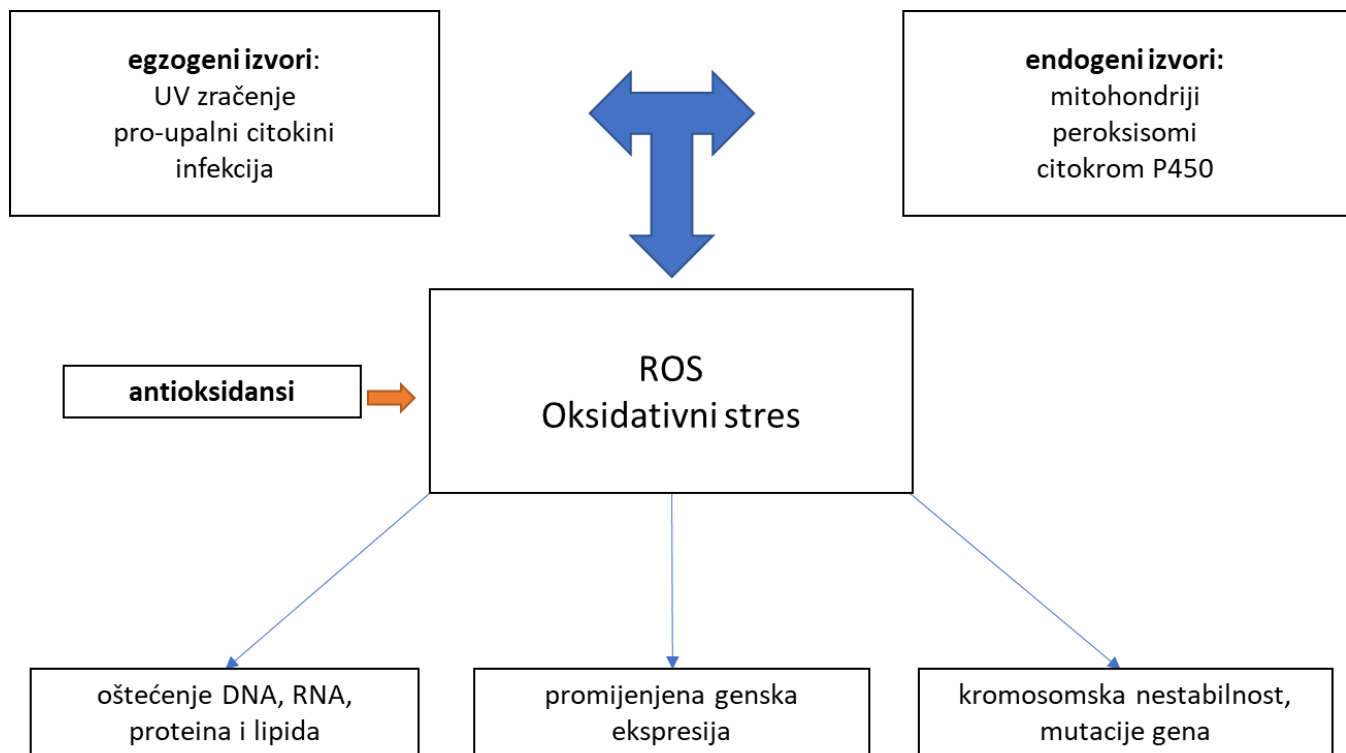 egzogeni izvori:
UV zračenje
pro-upalni citokini
infekcija
endogeni izvori:
mitohondriji
peroksisomi
citokrom P450
antioksidansi
ROS
Oksidativni stres
oštećenje DNA, RNA,
proteina i lipida
promijenjena genska
ekspresija
kromosomska nestabilnost,
mutacije gena